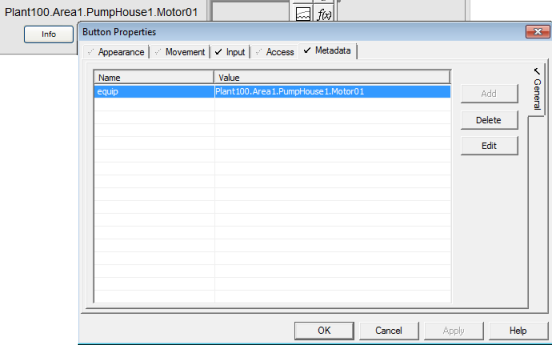 Plant100.Area1.PumpHouse1.Motor01
f(x)
Info
Button Properties
Appearance Movement Input Access Metadata
Name Value
equip Plant100.Area1.PumpHouse1.Motor01
General
Add
Delete
Edit
OK Cancel Apply Help